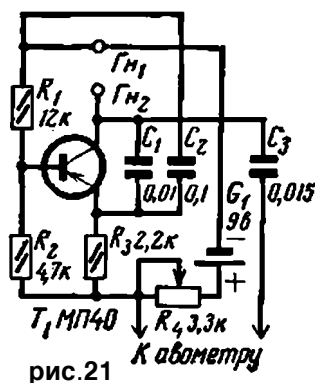 Гн₁
Гн₂
R₁
12к
C₁
0,01
C₂
0,1
C₃
0,015
G₁
9в
−
+
R₂
4,7к
R₃ 2,2к
T₁ МП40
R₄ 3,3к
К авометру
рис.21